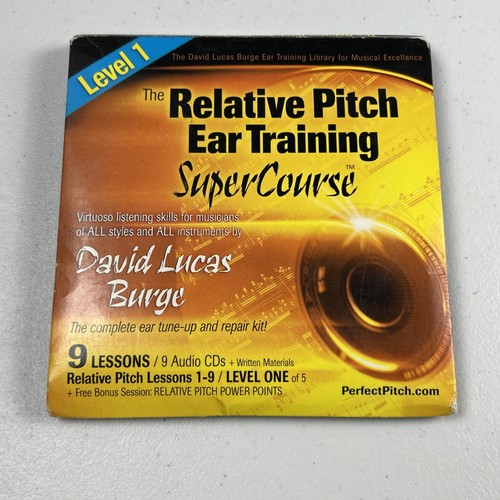 Level 1
The David Lucas Burge Ear Training Library for Musical Excellence
The Relative Pitch
Ear Training
SuperCourse™
Virtuoso listening skills for musicians
of ALL styles and ALL instruments by
David Lucas
Burge
The complete ear tune-up and repair kit!
9 LESSONS / 9 Audio CDs + Written Materials
Relative Pitch Lessons 1-9 / LEVEL ONE of 5
+ Free Bonus Session: RELATIVE PITCH POWER POINTS
PerfectPitch.com